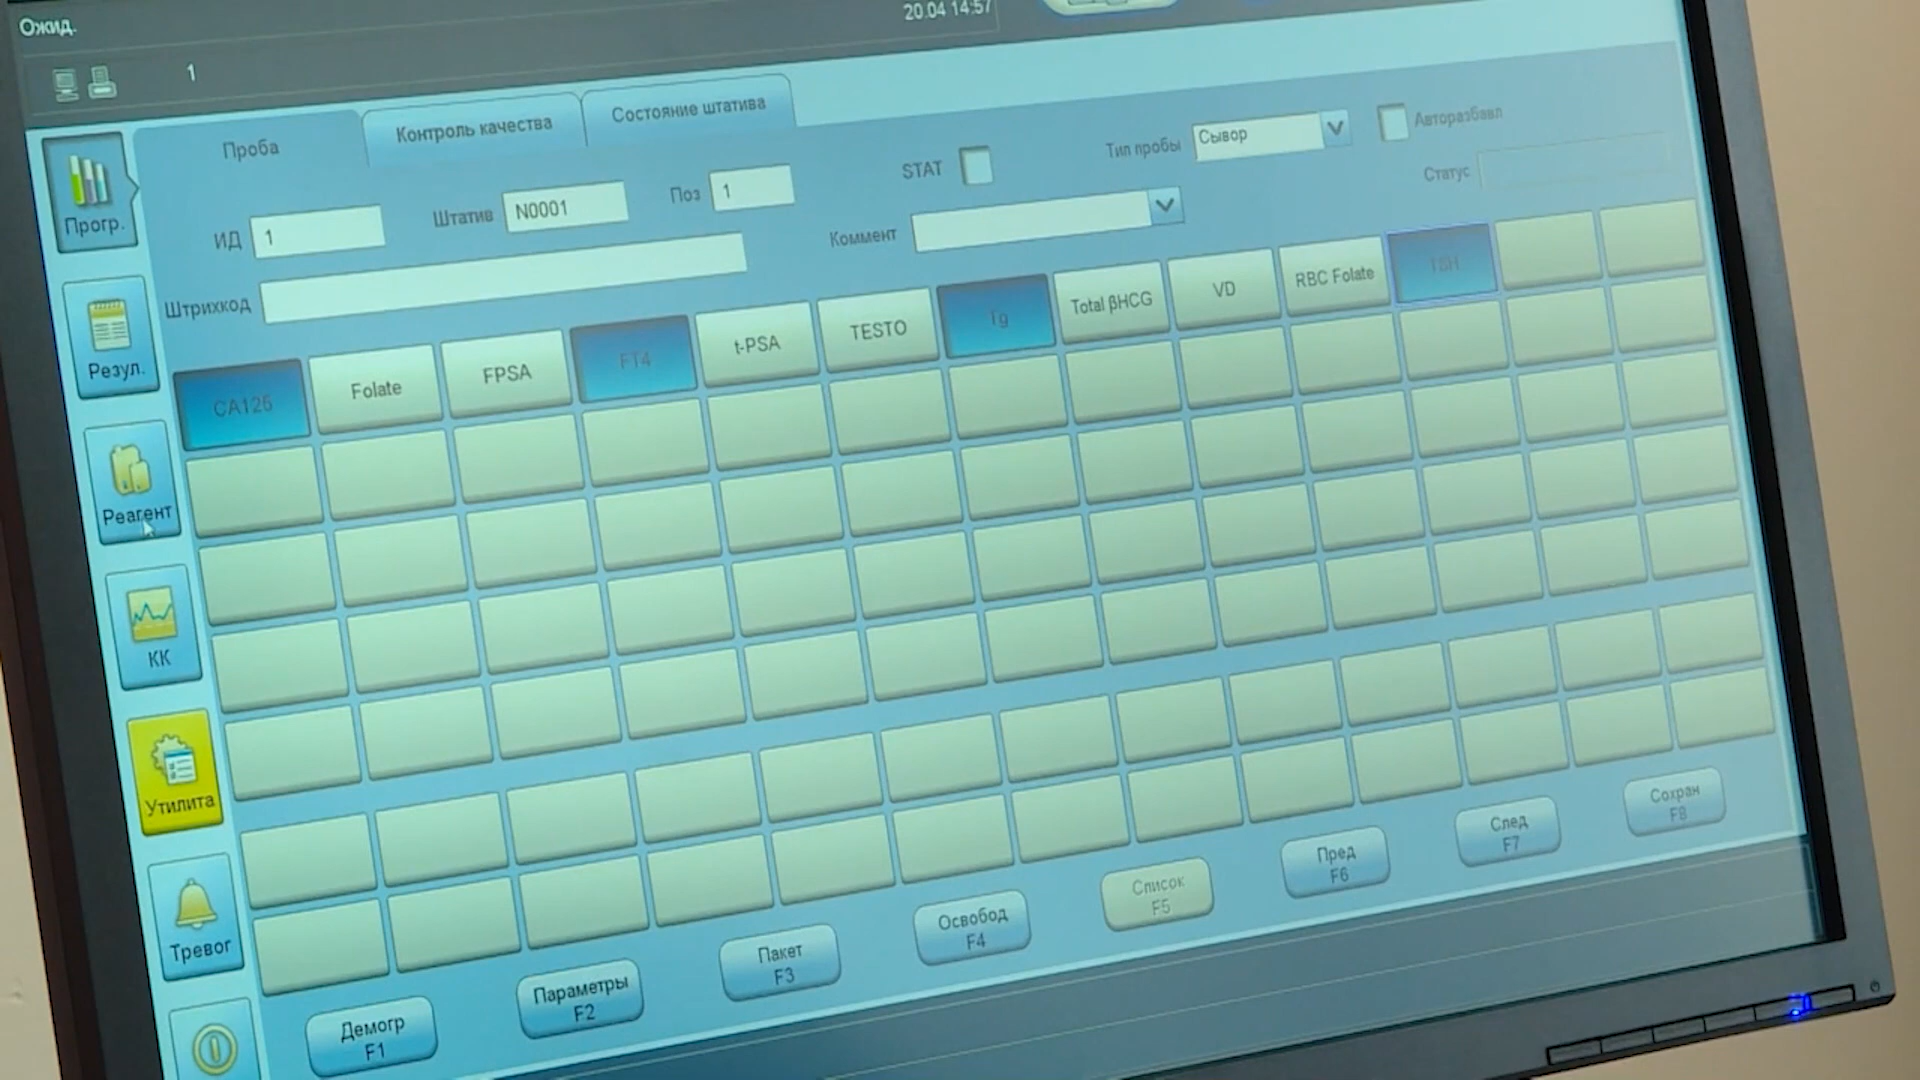 Ожид.
20.04 14:57
1
Проба
Контроль качества
Состояние штатива
Прогр.
ИД
1
Штатив
N0001
Поз
1
STAT
Тип пробы
Сывор
Авторазбавл
Штрихкод
Коммент
Статус
CA125
Folate
FPSA
FT4
t-PSA
TESTO
Tg
Total βHCG
VD
RBC Folate
TSH
Резул.
Реагент
КК
Утилита
Тревог
Демогр
F1
Параметры
F2
Пакет
F3
Освобод
F4
Список
F5
Пред
F6
След
F7
Сохран
F8